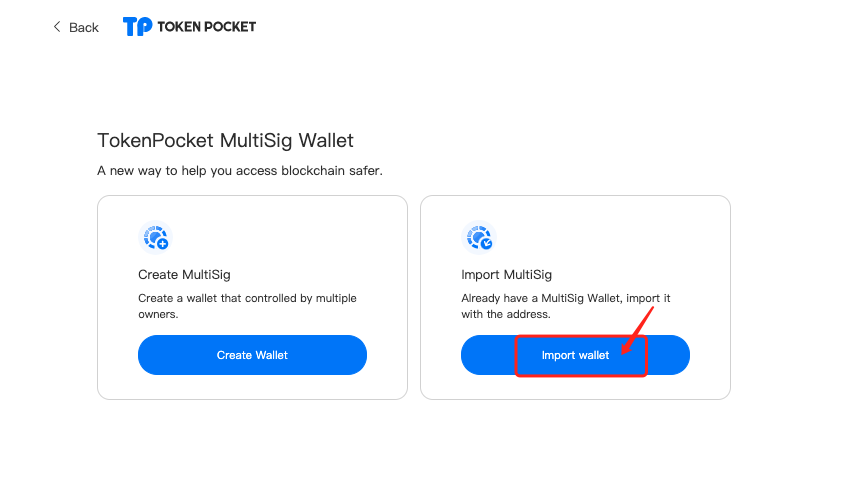 Back
TP TOKEN POCKET
TokenPocket MultiSig Wallet
A new way to help you access blockchain safer.
Create MultiSig
Create a wallet that controlled by multiple
owners.
Create Wallet
Import MultiSig
Already have a MultiSig Wallet, import it
with the address.
Import wallet